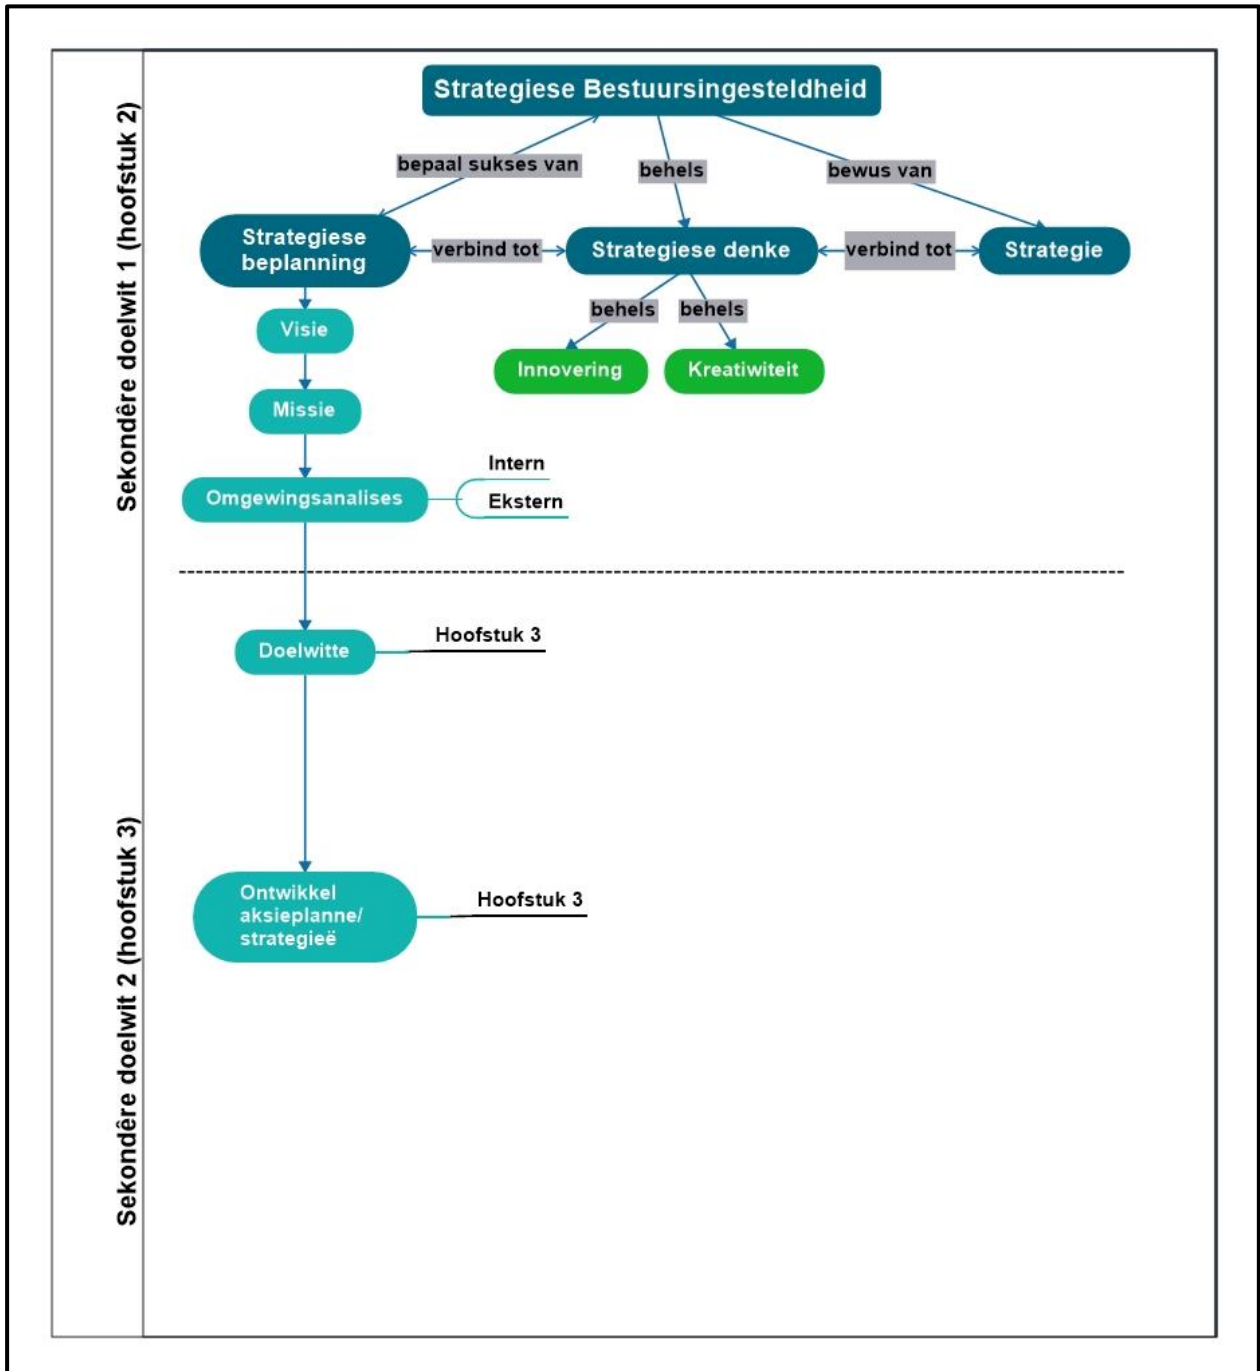 Sekondêre doelwit 1 (hoofstuk 2)
Strategiese Bestuursingesteldheid
bepaal sukses van
behels
bewus van
Strategiese
beplanning
verbind tot
Strategiese denke
verbind tot
Strategie
behels
behels
Visie
Innovering
Kreatiwiteit
Missie
Omgewingsanalises
Intern
Ekstern
Sekondêre doelwit 2 (hoofstuk 3)
Doelwitte
Hoofstuk 3
Ontwikkel
aksieplanne/
strategieë
Hoofstuk 3